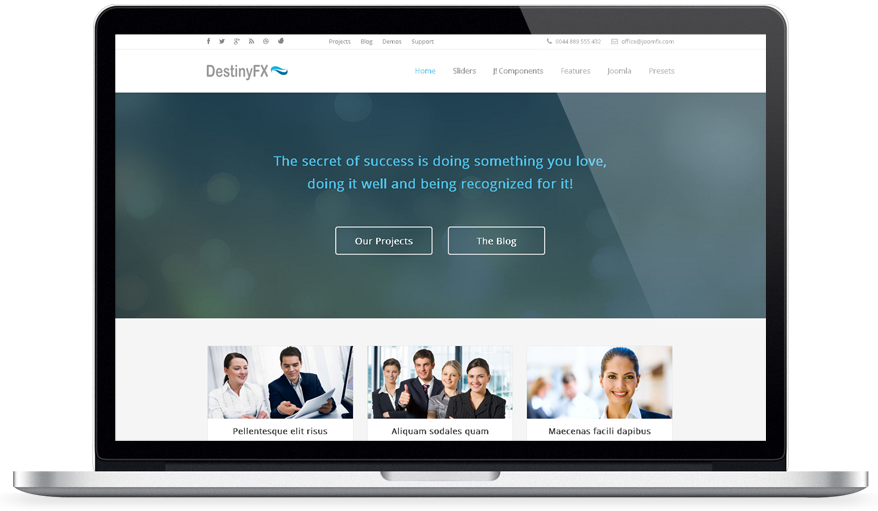 Projects Blog Demos Support 0044 889 555 432 office@joomfx.com
DestinyFX Home Sliders J! Components Features Joomla Presets
The secret of success is doing something you love,
doing it well and being recognized for it!
Our Projects The Blog
Pellentesque elit risus Aliquam sodales quam Maecenas facili dapibus